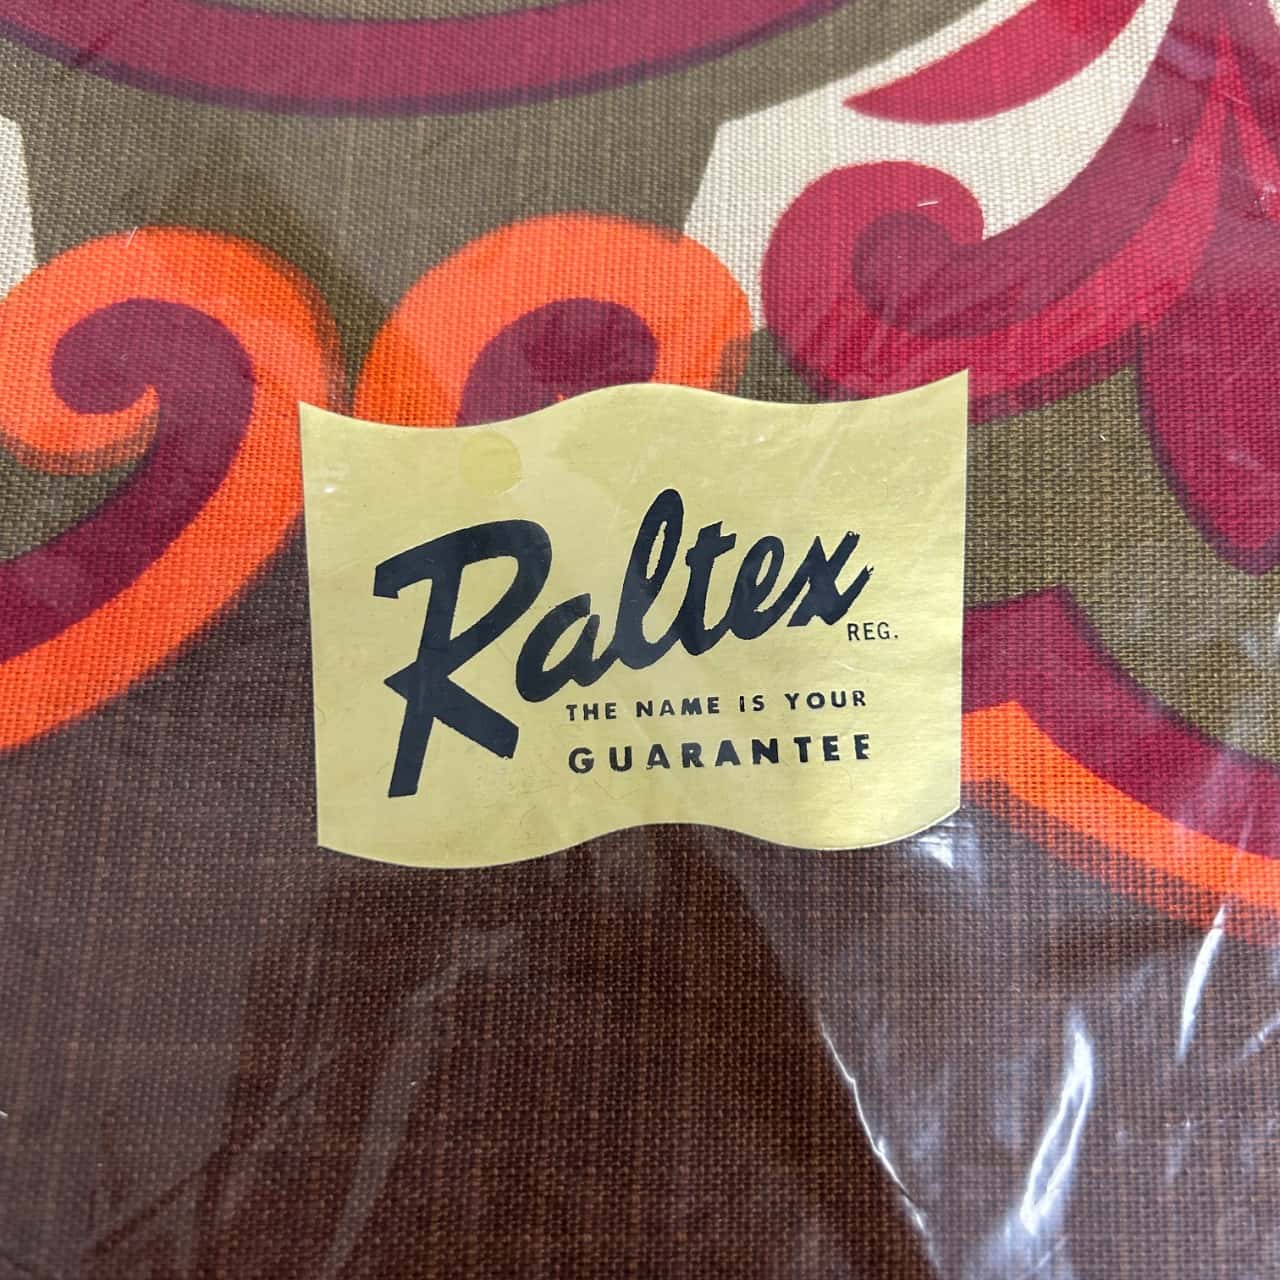 Raltex
REG.
THE NAME IS YOUR
GUARANTEE